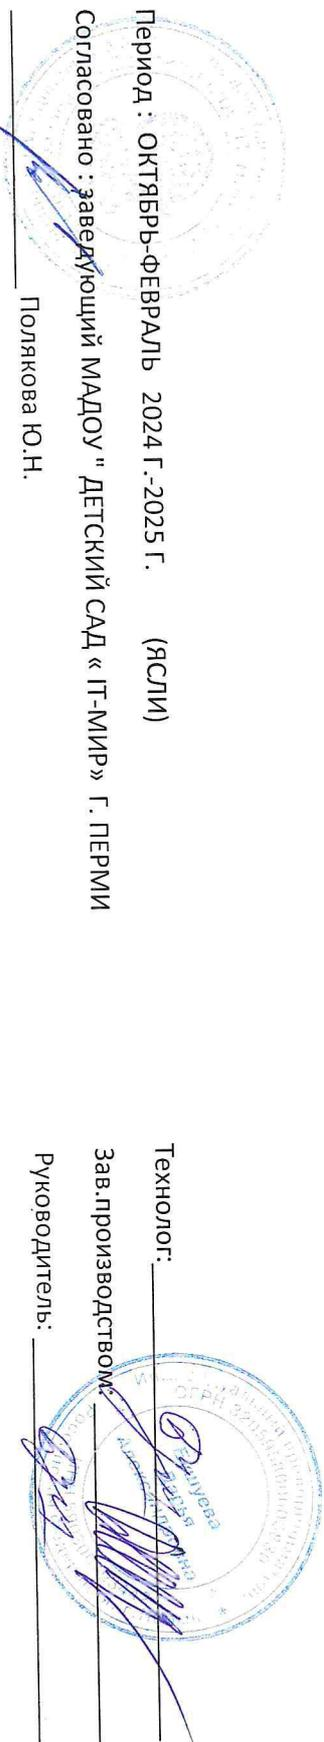 Период : ОКТЯБРЬ-ФЕВРАЛЬ 2024 Г.-2025 Г. (ЯСЛИ)
Согласовано : заведующий МАДОУ " ДЕТСКИЙ САД « IT-МИР» Г. ПЕРМИ
Полякова Ю.Н.
Технолог:
Зав.производством:
Руководитель:
ОГРН